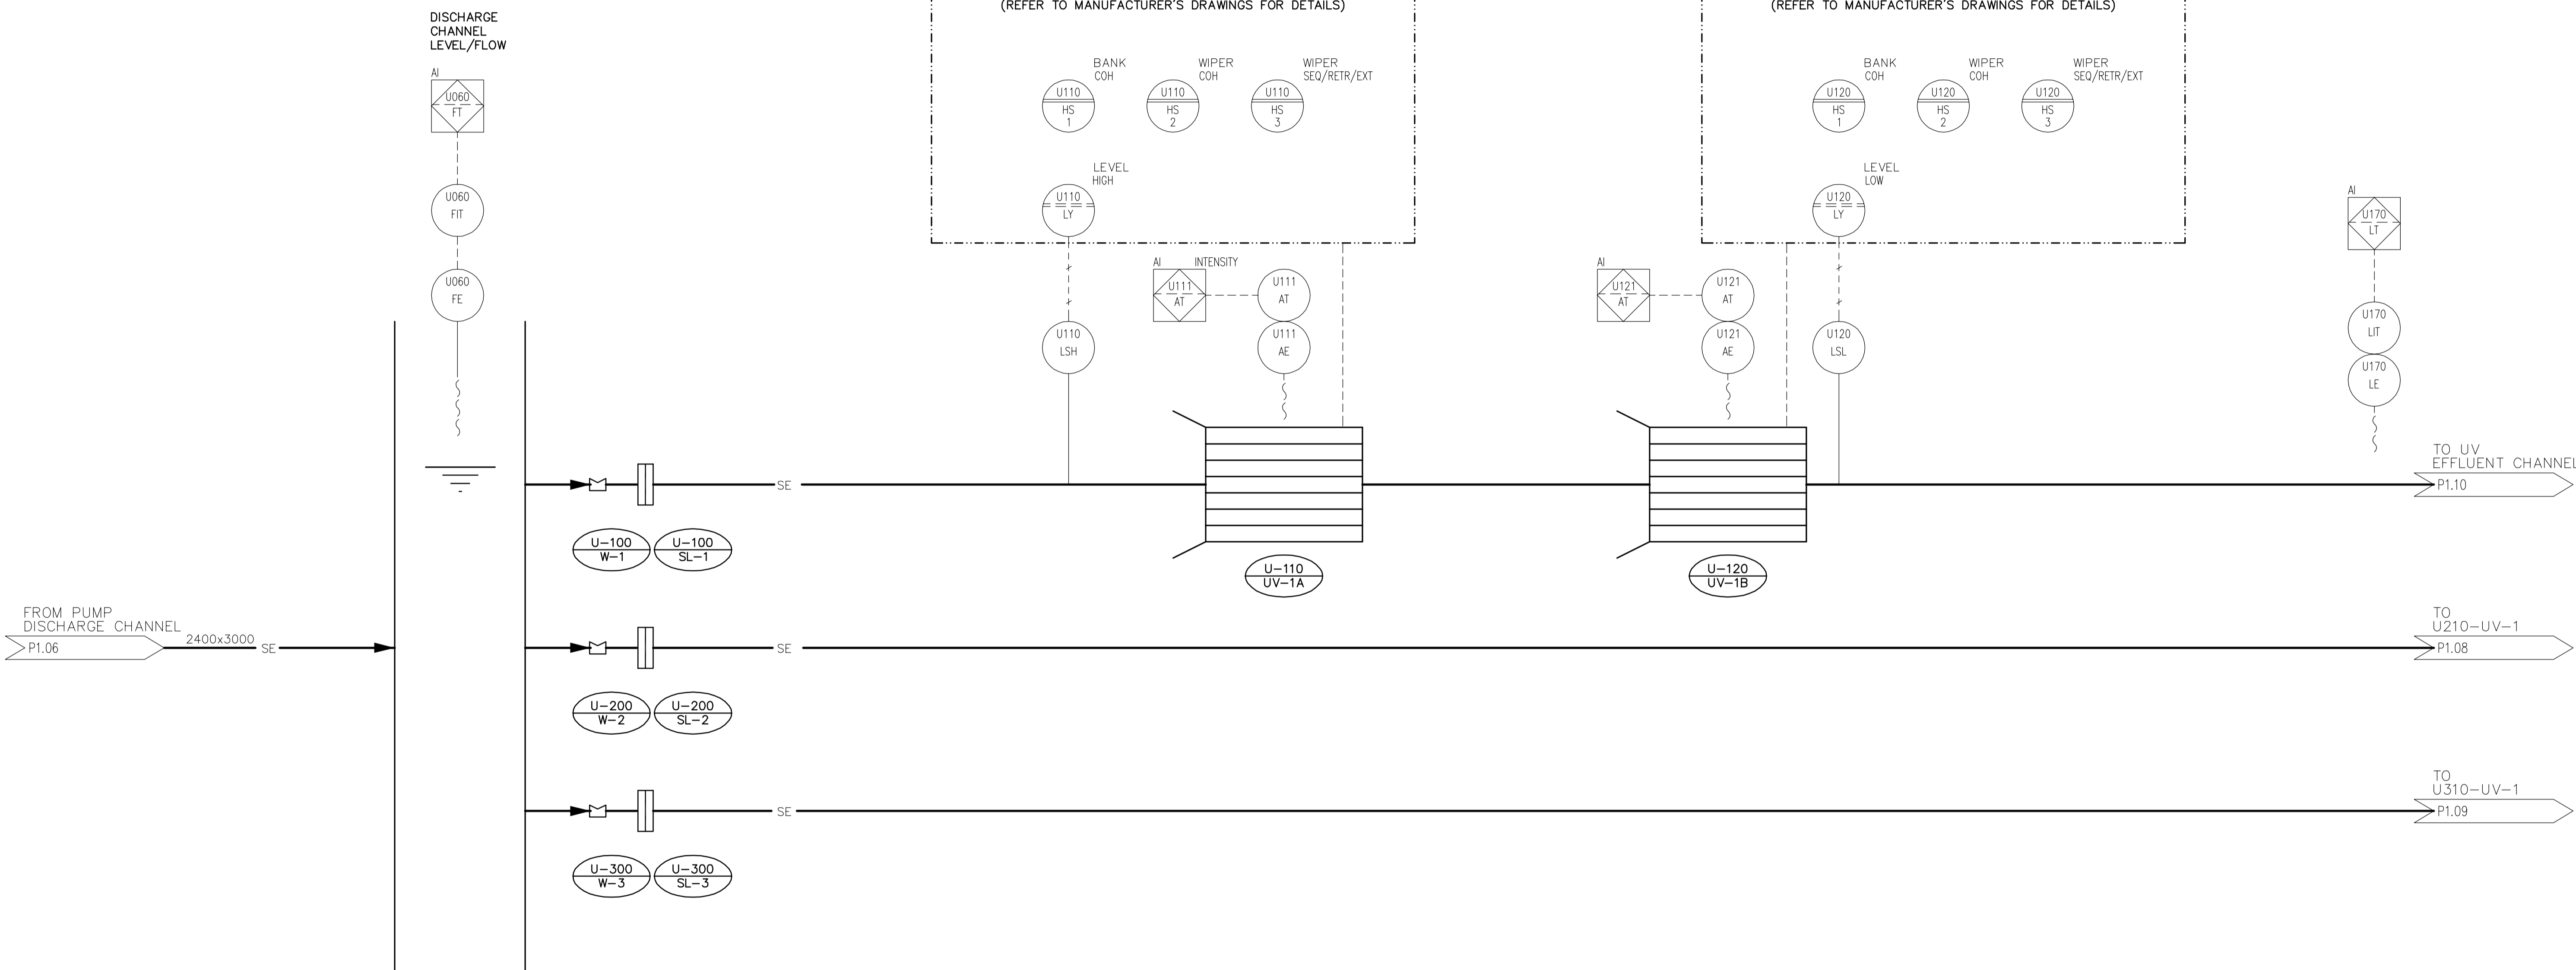 (REFER TO MANUFACTURER'S DRAWINGS FOR DETAILS)
(REFER TO MANUFACTURER'S DRAWINGS FOR DETAILS)
DISCHARGE
CHANNEL
LEVEL/FLOW
AI
U060
FT
U060
FIT
U060
FE
BANK
COH
U110
HS
1
WIPER
COH
U110
HS
2
WIPER
SEQ/RETR/EXT
U110
HS
3
LEVEL
HIGH
U110
LY
AI
INTENSITY
U111
AT
U111
AT
U110
LSH
U111
AE
BANK
COH
U120
HS
1
WIPER
COH
U120
HS
2
WIPER
SEQ/RETR/EXT
U120
HS
3
LEVEL
LOW
U120
LY
AI
U121
AT
U121
AT
U121
AE
U120
LSL
AI
U170
LT
U170
LIT
U170
LE
SE
TO UV
EFFLUENT CHANNEL
P1.10
U-100
W-1
U-100
SL-1
U-110
UV-1A
U-120
UV-1B
FROM PUMP
DISCHARGE CHANNEL
P1.06
2400x3000
SE
SE
TO
U210-UV-1
P1.08
U-200
W-2
U-200
SL-2
SE
TO
U310-UV-1
P1.09
U-300
W-3
U-300
SL-3